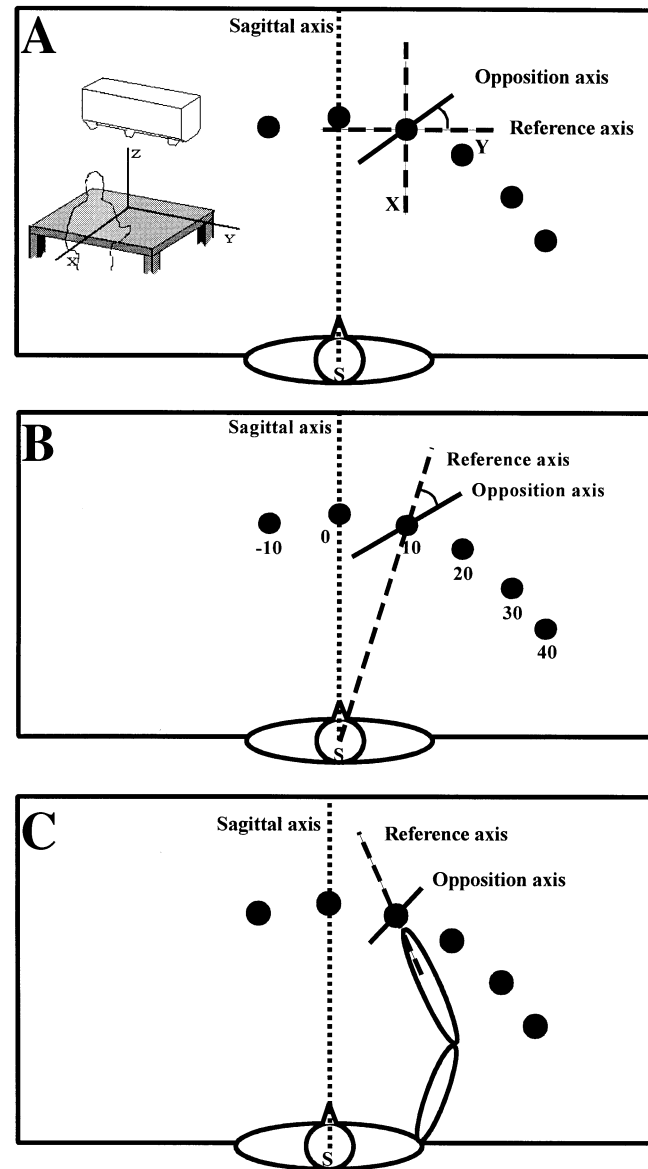 A
Sagittal axis
Opposition axis
Reference axis
Y
X
Z
Y
X
S
B
Sagittal axis
Reference axis
Opposition axis
-10
0
10
20
30
40
S
C
Sagittal axis
Reference axis
Opposition axis
S